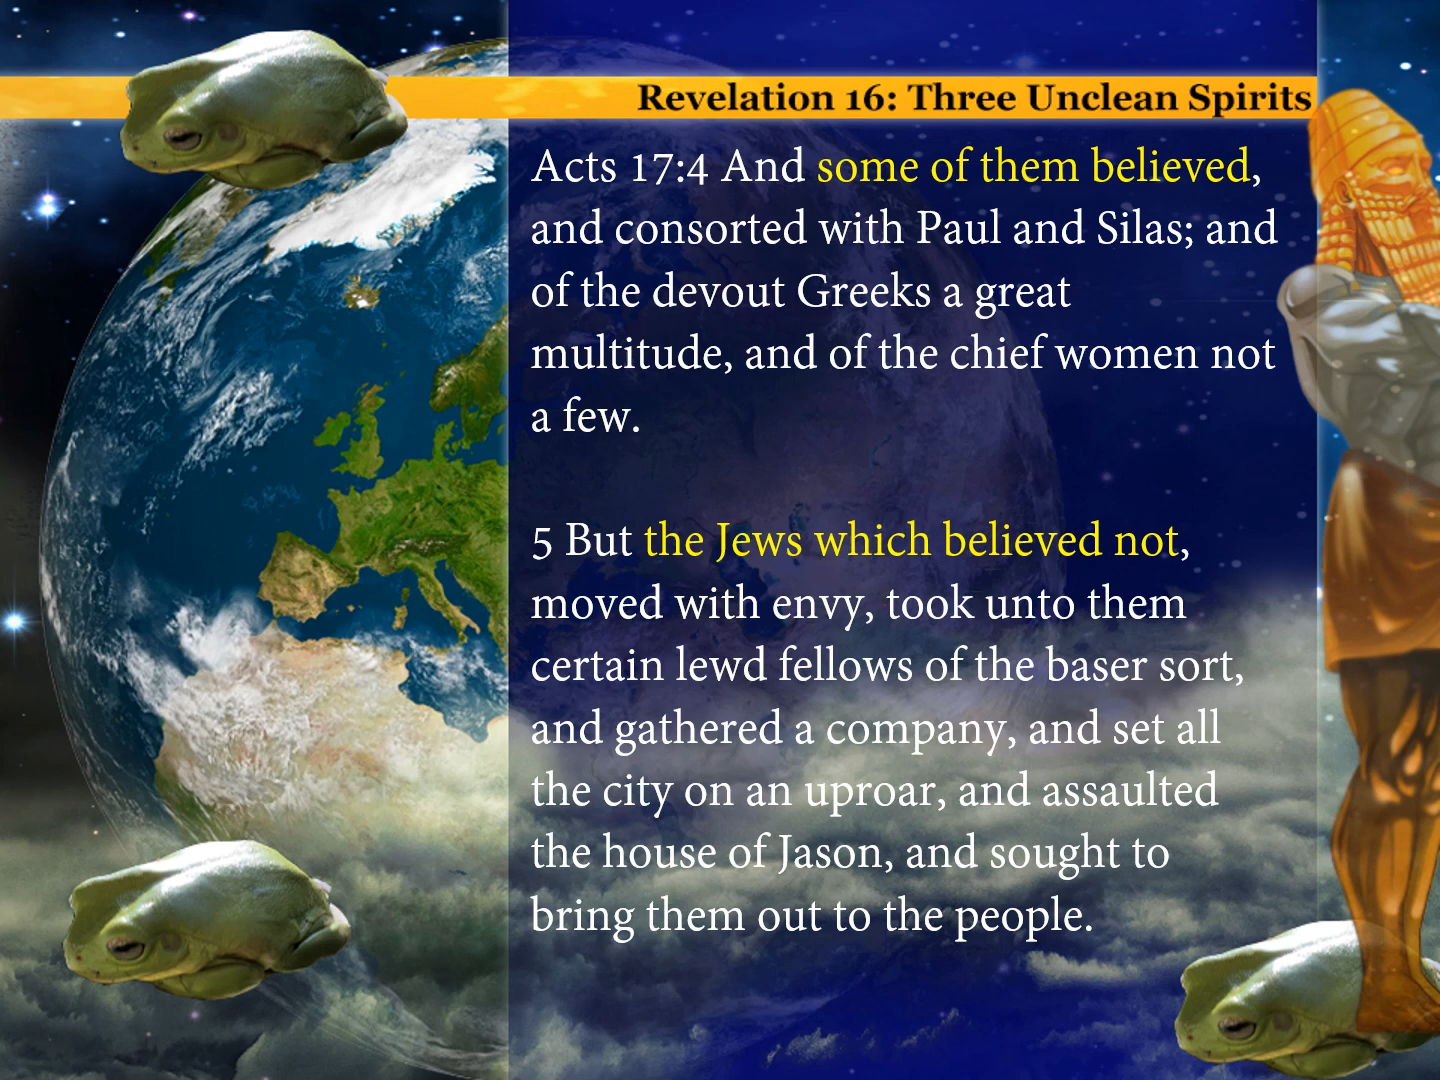 Revelation 16: Three Unclean Spirits
Acts 17:4 And some of them believed,
and consorted with Paul and Silas; and
of the devout Greeks a great
multitude, and of the chief women not
a few.
5 But the Jews which believed not,
moved with envy, took unto them
certain lewd fellows of the baser sort,
and gathered a company, and set all
the city on an uproar, and assaulted
the house of Jason, and sought to
bring them out to the people.